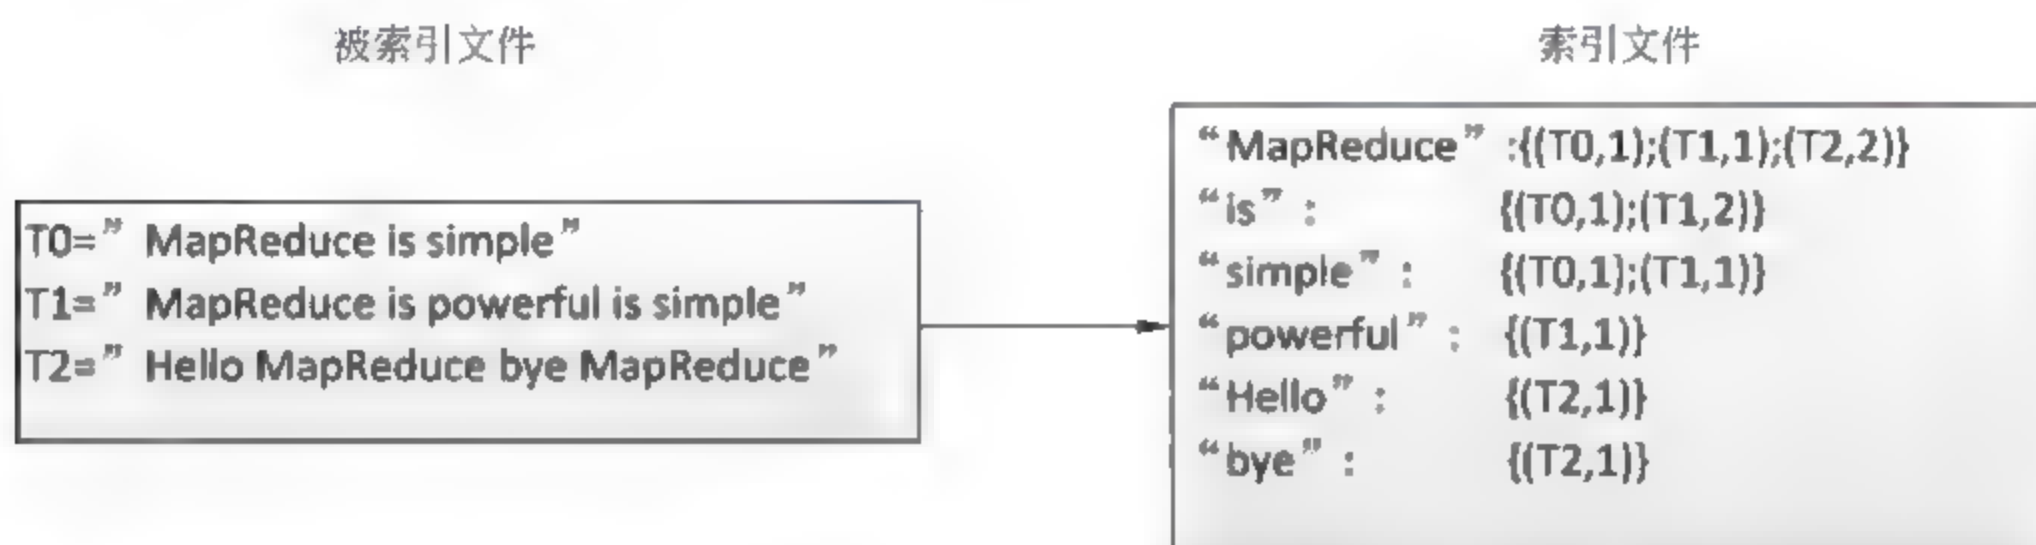 被索引文件
索引文件
T0=” MapReduce is simple”
T1=” MapReduce is powerful is simple”
T2=” Hello MapReduce bye MapReduce”
“MapReduce” :{(T0,1);(T1,1);(T2,2)}
“is” : {(T0,1);(T1,2)}
“simple” : {(T0,1);(T1,1)}
“powerful” : {(T1,1)}
“Hello” : {(T2,1)}
“bye” : {(T2,1)}